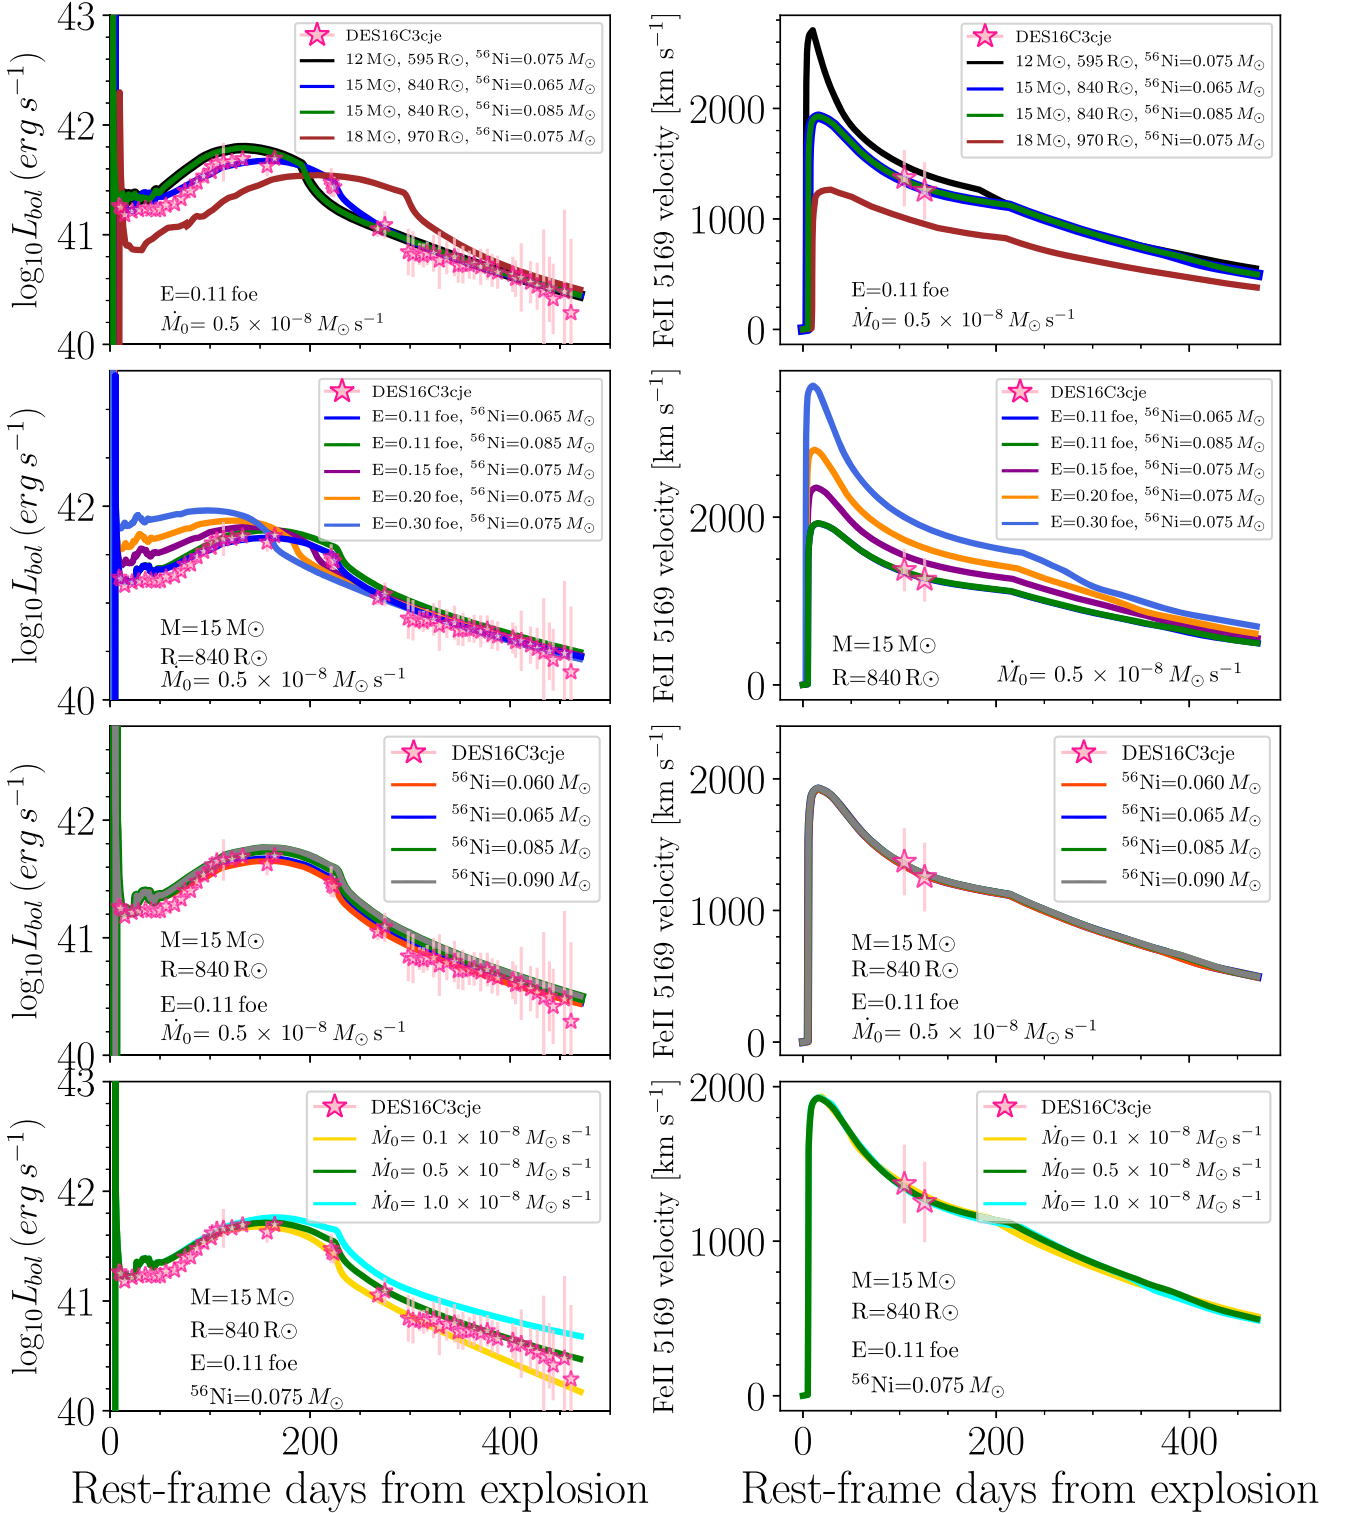 43
42
41
40
log₁₀L_bol (erg s⁻¹)
DES16C3cje
12 M⊙, 595 R⊙, ⁵⁶Ni=0.075 M⊙
15 M⊙, 840 R⊙, ⁵⁶Ni=0.065 M⊙
15 M⊙, 840 R⊙, ⁵⁶Ni=0.085 M⊙
18 M⊙, 970 R⊙, ⁵⁶Ni=0.075 M⊙
E=0.11 foe
Ṁ₀= 0.5 × 10⁻⁸ M⊙ s⁻¹
2000
1000
0
FeII 5169 velocity [km s⁻¹]
DES16C3cje
12 M⊙, 595 R⊙, ⁵⁶Ni=0.075 M⊙
15 M⊙, 840 R⊙, ⁵⁶Ni=0.065 M⊙
15 M⊙, 840 R⊙, ⁵⁶Ni=0.085 M⊙
18 M⊙, 970 R⊙, ⁵⁶Ni=0.075 M⊙
E=0.11 foe
Ṁ₀= 0.5 × 10⁻⁸ M⊙ s⁻¹
42
40
log₁₀L_bol (erg s⁻¹)
DES16C3cje
E=0.11 foe, ⁵⁶Ni=0.065 M⊙
E=0.11 foe, ⁵⁶Ni=0.085 M⊙
E=0.15 foe, ⁵⁶Ni=0.075 M⊙
E=0.20 foe, ⁵⁶Ni=0.075 M⊙
E=0.30 foe, ⁵⁶Ni=0.075 M⊙
M=15 M⊙
R=840 R⊙
Ṁ₀= 0.5 × 10⁻⁸ M⊙ s⁻¹
2000
0
FeII 5169 velocity [km s⁻¹]
DES16C3cje
E=0.11 foe, ⁵⁶Ni=0.065 M⊙
E=0.11 foe, ⁵⁶Ni=0.085 M⊙
E=0.15 foe, ⁵⁶Ni=0.075 M⊙
E=0.20 foe, ⁵⁶Ni=0.075 M⊙
E=0.30 foe, ⁵⁶Ni=0.075 M⊙
M=15 M⊙
R=840 R⊙
Ṁ₀= 0.5 × 10⁻⁸ M⊙ s⁻¹
42
41
40
log₁₀L_bol (erg s⁻¹)
DES16C3cje
⁵⁶Ni=0.060 M⊙
⁵⁶Ni=0.065 M⊙
⁵⁶Ni=0.085 M⊙
⁵⁶Ni=0.090 M⊙
M=15 M⊙
R=840 R⊙
E=0.11 foe
Ṁ₀= 0.5 × 10⁻⁸ M⊙ s⁻¹
2000
1000
0
FeII 5169 velocity [km s⁻¹]
DES16C3cje
⁵⁶Ni=0.060 M⊙
⁵⁶Ni=0.065 M⊙
⁵⁶Ni=0.085 M⊙
⁵⁶Ni=0.090 M⊙
M=15 M⊙
R=840 R⊙
E=0.11 foe
Ṁ₀= 0.5 × 10⁻⁸ M⊙ s⁻¹
43
42
41
40
log₁₀L_bol (erg s⁻¹)
DES16C3cje
Ṁ₀= 0.1 × 10⁻⁸ M⊙ s⁻¹
Ṁ₀= 0.5 × 10⁻⁸ M⊙ s⁻¹
Ṁ₀= 1.0 × 10⁻⁸ M⊙ s⁻¹
M=15 M⊙
R=840 R⊙
E=0.11 foe
⁵⁶Ni=0.075 M⊙
0 200 400
Rest-frame days from explosion
2000
1000
0
FeII 5169 velocity [km s⁻¹]
DES16C3cje
Ṁ₀= 0.1 × 10⁻⁸ M⊙ s⁻¹
Ṁ₀= 0.5 × 10⁻⁸ M⊙ s⁻¹
Ṁ₀= 1.0 × 10⁻⁸ M⊙ s⁻¹
M=15 M⊙
R=840 R⊙
E=0.11 foe
⁵⁶Ni=0.075 M⊙
0 200 400
Rest-frame days from explosion